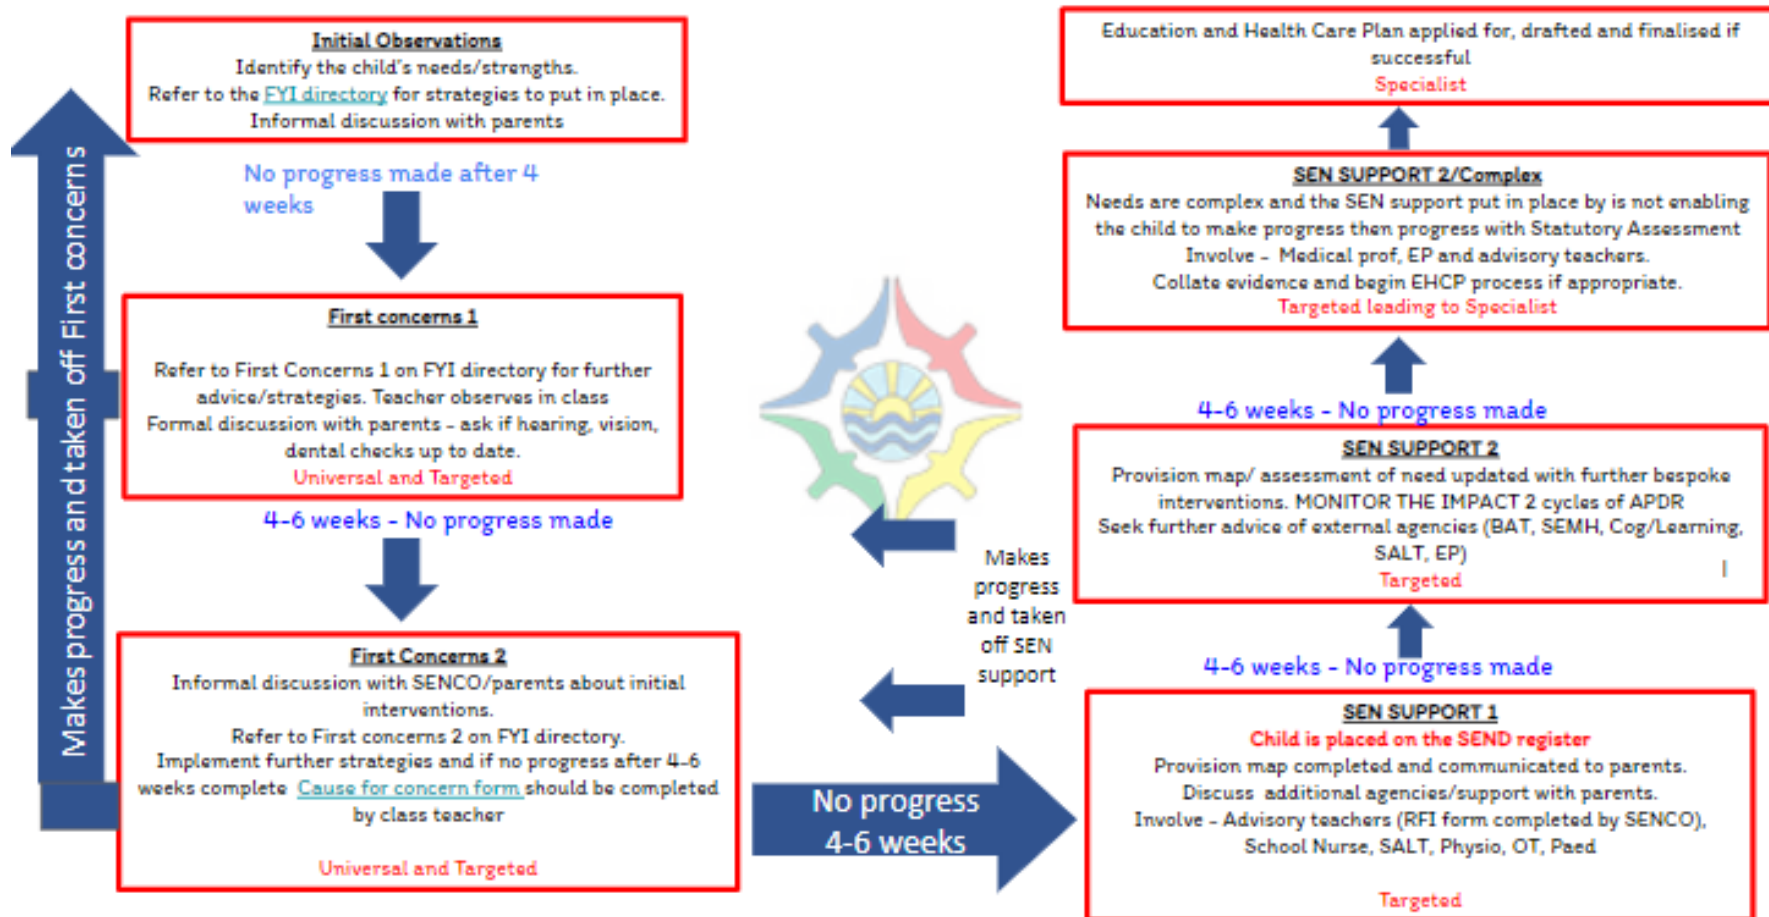 Initial Observations
Identify the child's needs/strengths.
Refer to the FYI directory for strategies to put in place.
Informal discussion with parents
No progress made after 4
weeks
First concerns 1
Refer to First Concerns 1 on FYI directory for further
advice/strategies. Teacher observes in class
Formal discussion with parents - ask if hearing, vision,
dental checks up to date.
Universal and Targeted
4-6 weeks - No progress made
First Concerns 2
Informal discussion with SENCO/parents about initial
interventions.
Refer to First concerns 2 on FYI directory.
Implement further strategies and if no progress after 4-6
weeks complete Cause for concern form should be completed
by class teacher
Universal and Targeted
Makes progress and taken off First concerns
No progress
4-6 weeks
Makes
progress
and taken
off SEN
support
Education and Health Care Plan applied for, drafted and finalised if
successful
Specialist
SEN SUPPORT 2/Complex
Needs are complex and the SEN support put in place by is not enabling
the child to make progress then progress with Statutory Assessment
Involve - Medical prof, EP and advisory teachers.
Collate evidence and begin EHCP process if appropriate.
Targeted leading to Specialist
4-6 weeks - No progress made
SEN SUPPORT 2
Provision map/ assessment of need updated with further bespoke
interventions. MONITOR THE IMPACT 2 cycles of APDR
Seek further advice of external agencies (BAT, SEMH, Cog/Learning,
SALT, EP)
Targeted
4-6 weeks - No progress made
SEN SUPPORT 1
Child is placed on the SEND register
Provision map completed and communicated to parents.
Discuss additional agencies/support with parents.
Involve - Advisory teachers (RFI form completed by SENCO),
School Nurse, SALT, Physio, OT, Paed
Targeted